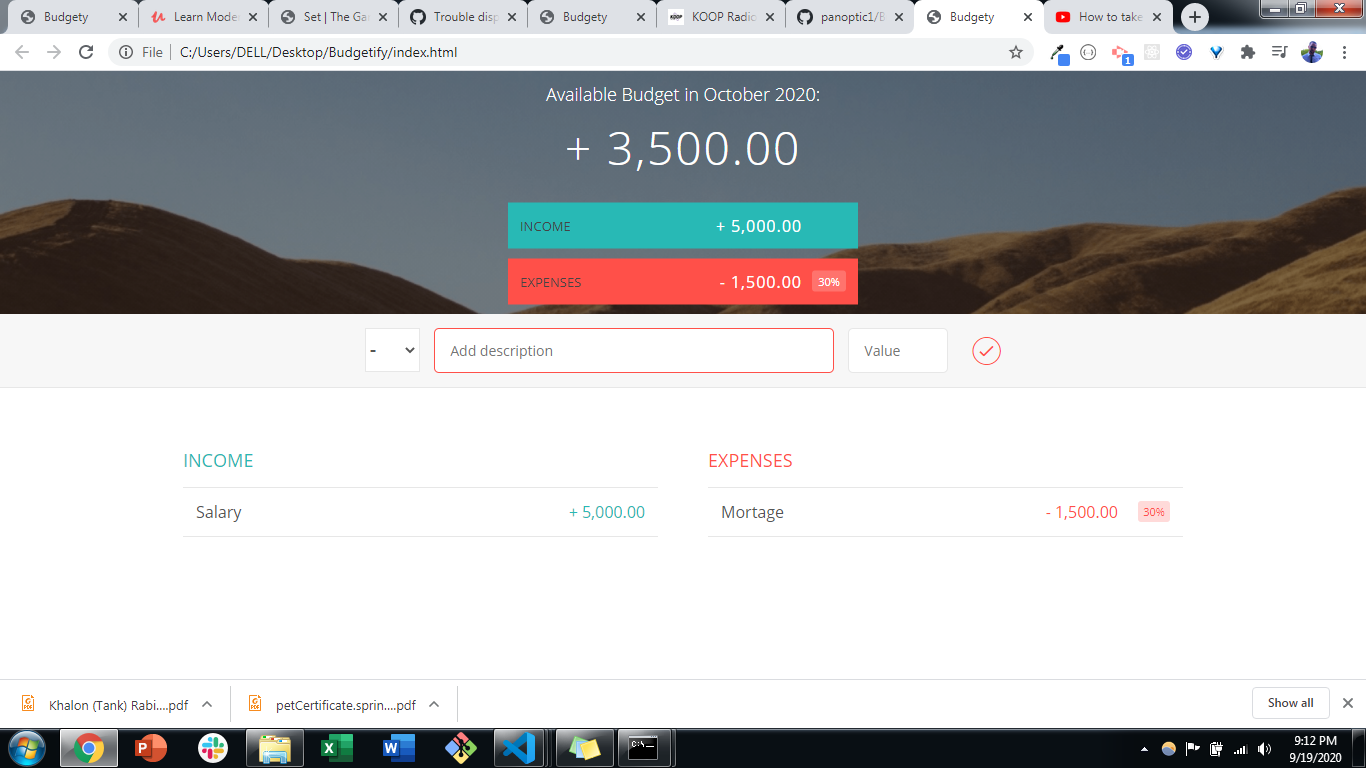 Budgety
Learn Moder
Set | The Gar
Trouble disp
Budgety
KOOP Radio
panoptic1/B
Budgety
How to take
File
C:/Users/DELL/Desktop/Budgetify/index.html
1
Available Budget in October 2020:
+ 3,500.00
INCOME + 5,000.00
EXPENSES - 1,500.00 30%
- Add description Value
INCOME
Salary + 5,000.00
EXPENSES
Mortage - 1,500.00 30%
Khalon (Tank) Rabi....pdf
petCertificate.sprin....pdf
Show all
9:12 PM
9/19/2020